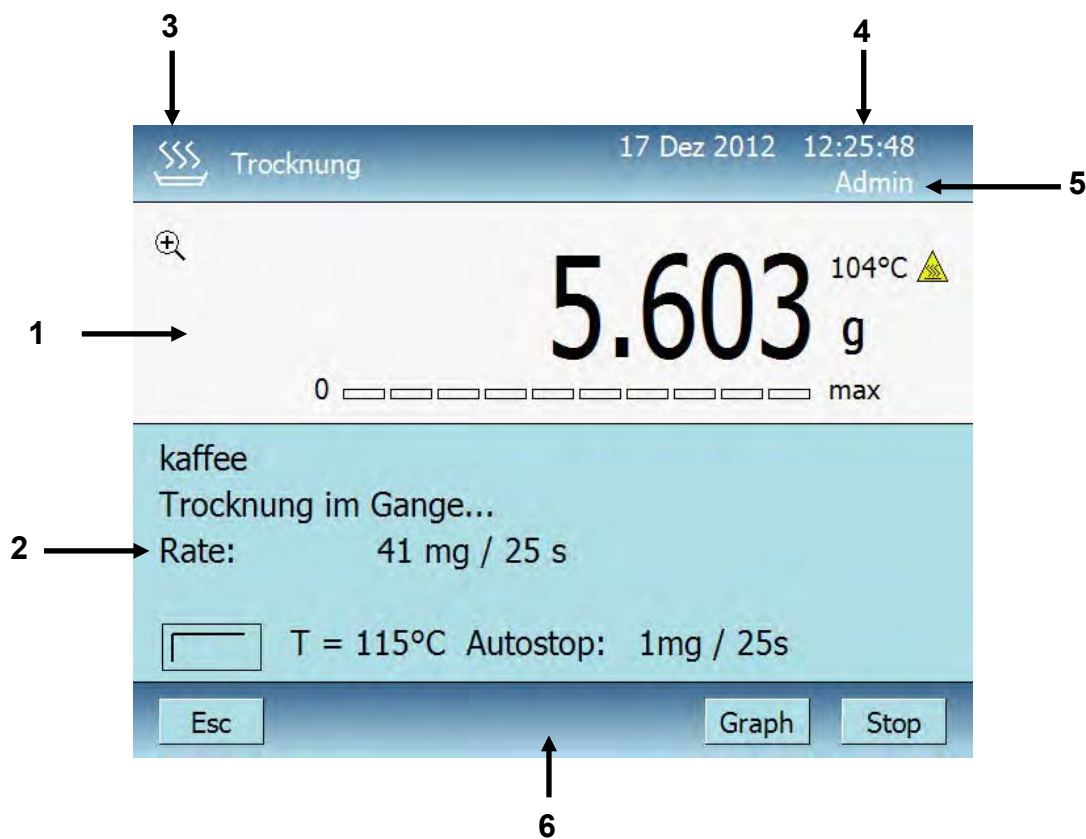 3 4
Trocknung 17 Dez 2012 12:25:48
Admin 5
5.603 g 104°C
1
0 max
kaffee
Trocknung im Gange...
2 Rate: 41 mg / 25 s
T = 115°C Autostop: 1mg / 25s
Esc Graph Stop
6